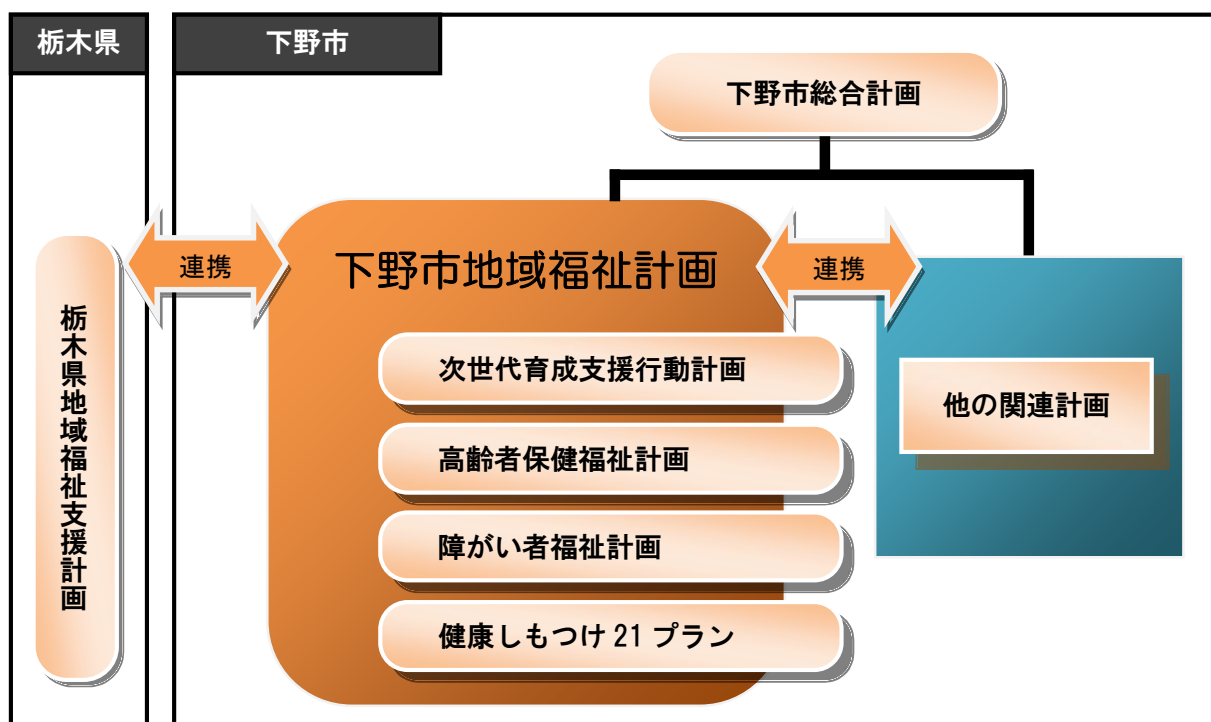 栃木県
下野市
下野市総合計画
連携
下野市地域福祉計画
連携
栃木県地域福祉支援計画
次世代育成支援行動計画
高齢者保健福祉計画
障がい者福祉計画
健康しもつけ 21 プラン
他の関連計画